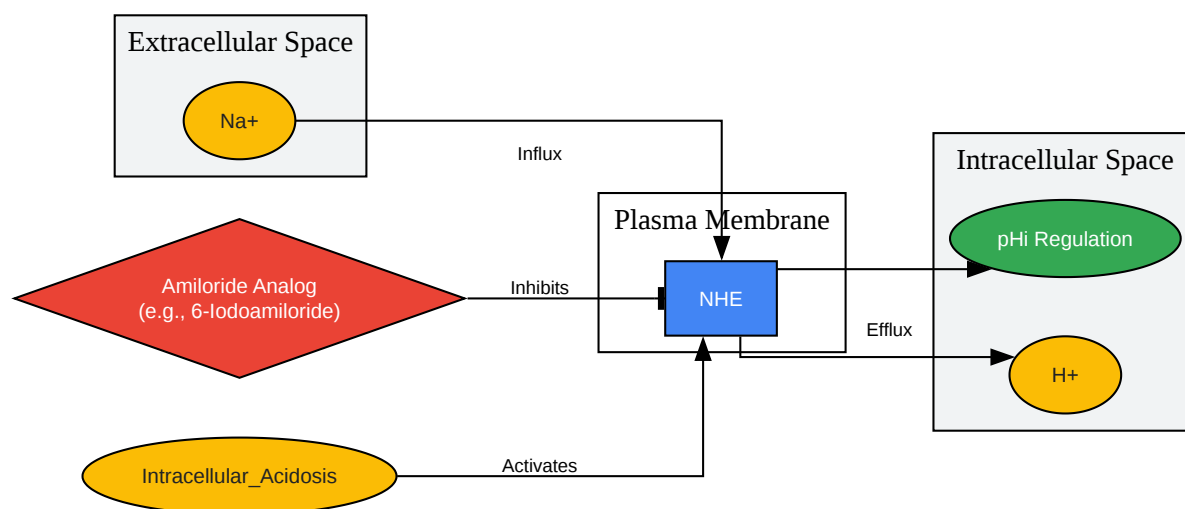 Extracellular Space
Na+
Influx
Intracellular Space
Plasma Membrane
pHi Regulation
Amiloride Analog
(e.g., 6-Iodoamiloride)
Inhibits
NHE
Efflux
H+
Intracellular_Acidosis
Activates